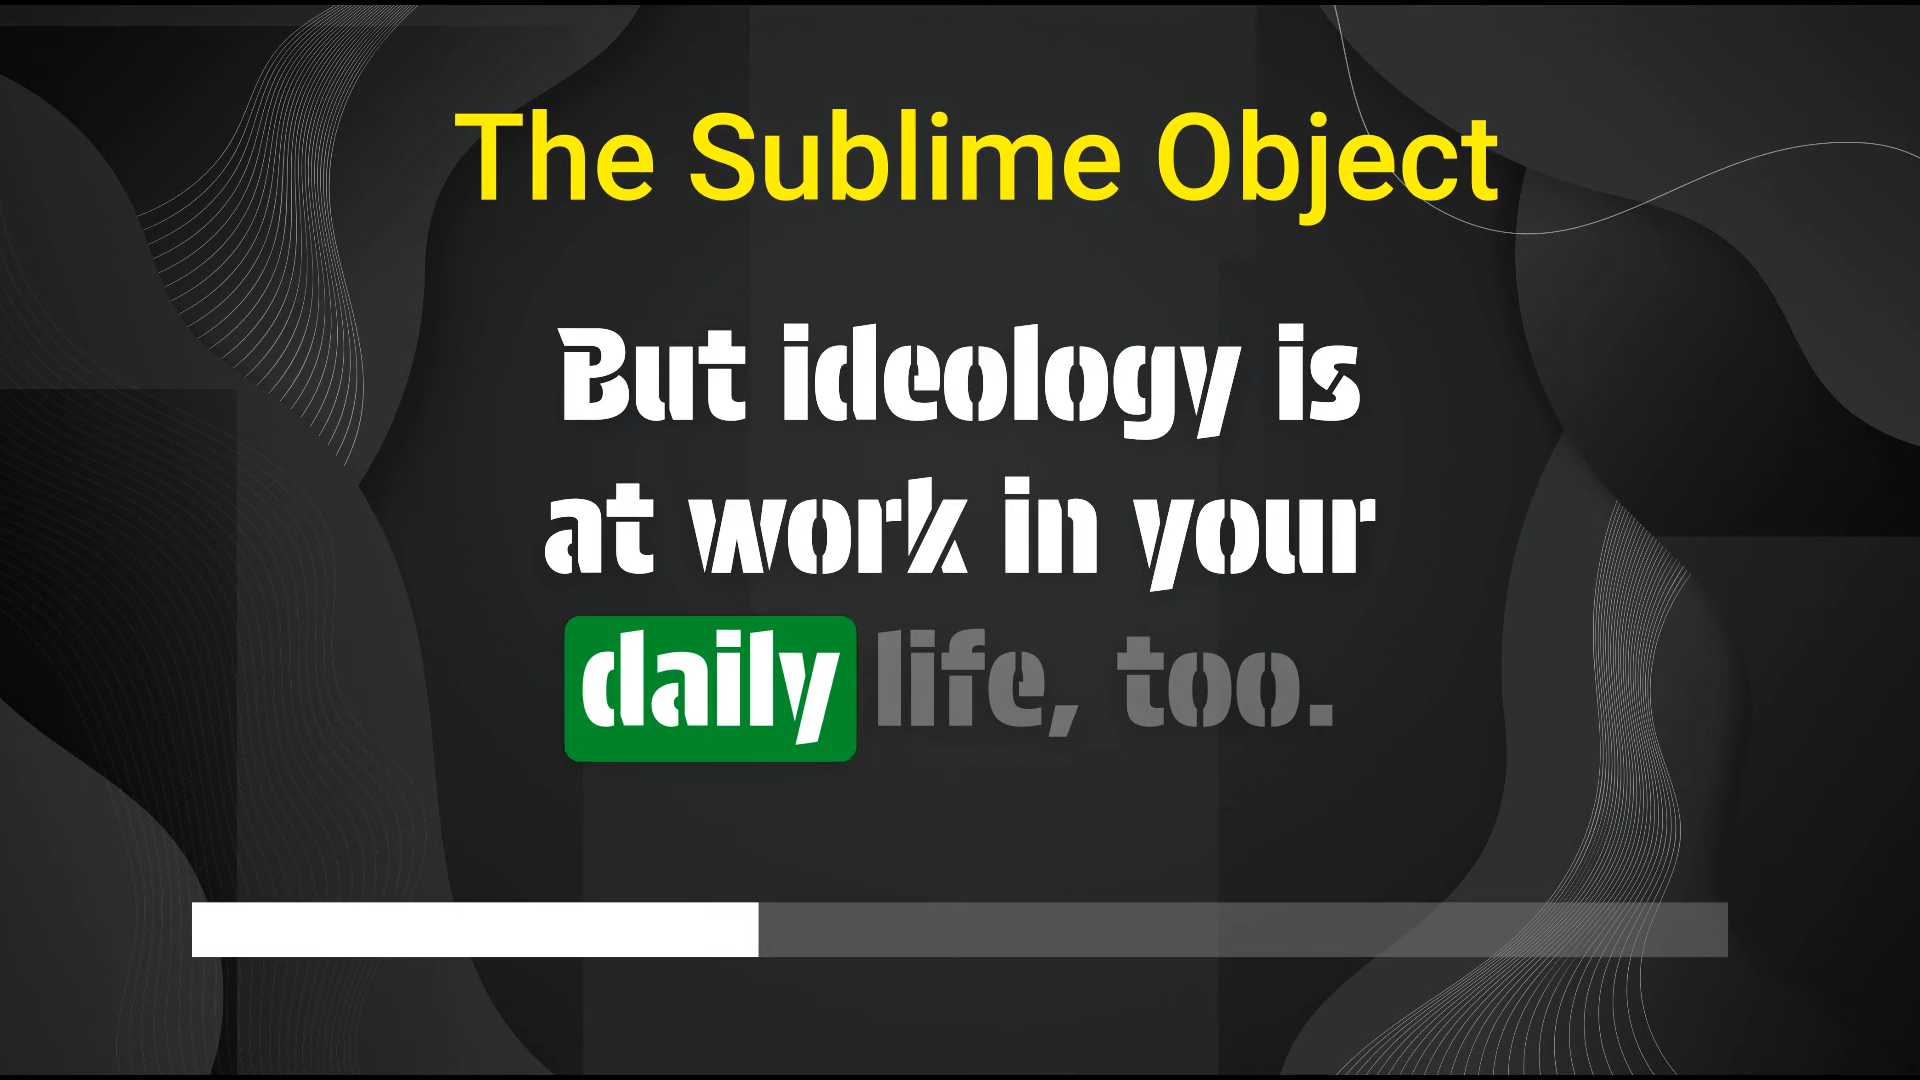 The Sublime Object
But ideology is
at work in your
daily life, too.